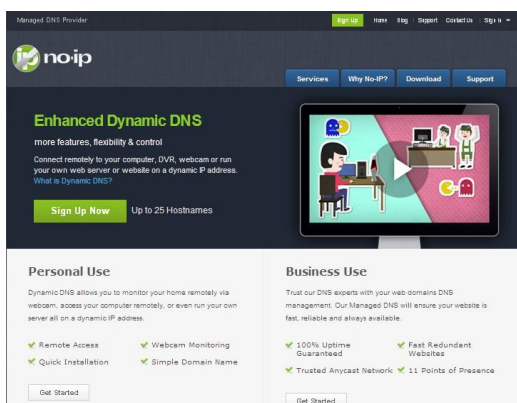 Managed DNS Provider
Sign Up Home Blog Support Contact Us Sign In
no-ip
Services Why No-IP? Download Support
Enhanced Dynamic DNS
more features, flexibility & control
Connect remotely to your computer, DVR, webcam or run
your own web server or website on a dynamic IP address.
What is Dynamic DNS?
Sign Up Now Up to 25 Hostnames
Personal Use
Dynamic DNS allows you to monitor your home remotely via
webcam, access your computer remotely, or even run your own
server all on a dynamic IP address.
Remote Access
Webcam Monitoring
Quick Installation
Simple Domain Name
Get Started
Business Use
Trust our DNS experts with your web domains DNS
management. Our Managed DNS will ensure your website is
fast, reliable and always available.
100% Uptime
Guaranteed
Fast Redundant
Websites
Trusted Anycast Network
11 Points of Presence
Get Started